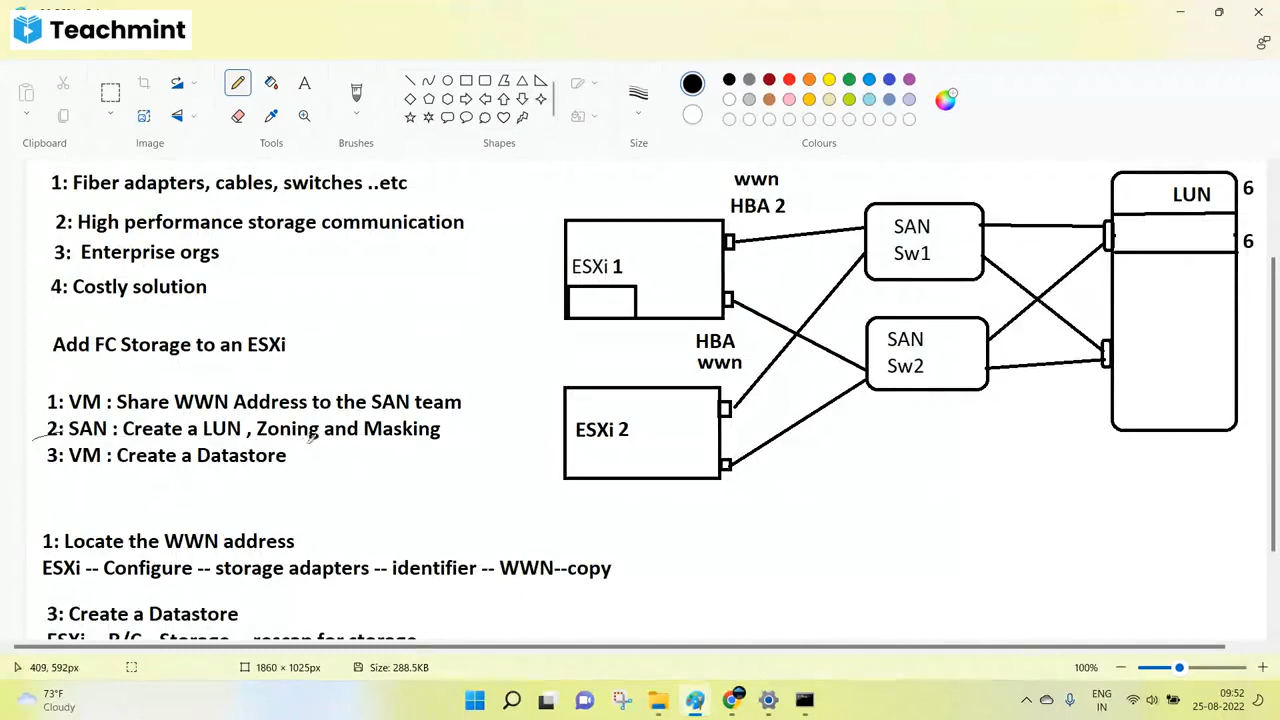 Teachmint
Clipboard
Image
Tools
Brushes
Shapes
Size
Colours
1: Fiber adapters, cables, switches ..etc
2: High performance storage communication
3: Enterprise orgs
4: Costly solution
Add FC Storage to an ESXi
1: VM : Share WWN Address to the SAN team
2: SAN : Create a LUN , Zoning and Masking
3: VM : Create a Datastore
1: Locate the WWN address
ESXi -- Configure -- storage adapters -- identifier -- WWN--copy
3: Create a Datastore
wwn
HBA 2
ESXi 1
HBA
wwn
ESXi 2
SAN
Sw1
SAN
Sw2
LUN
6
6
409, 592px
1860 × 1025px
Size: 288.5KB
100%
73°F
Cloudy
ENG
IN
09:52
25-08-2022